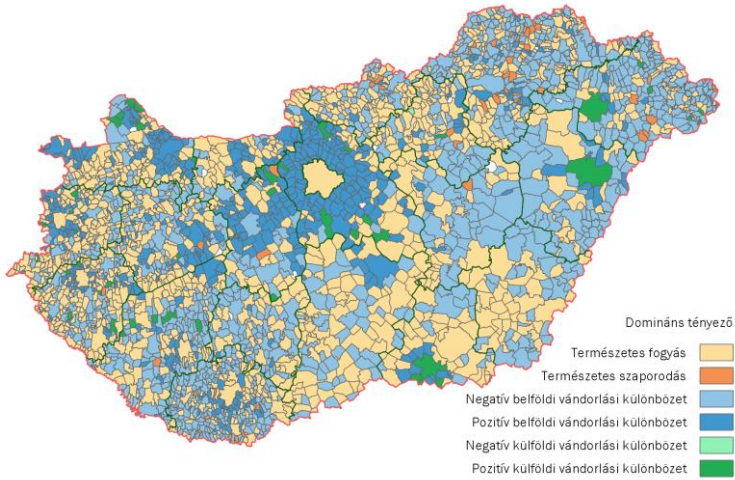 Domináns tényező
Természetes fogyás
Természetes szaporodás
Negatív belföldi vándorlási különbözet
Pozitív belföldi vándorlási különbözet
Negatív külföldi vándorlási különbözet
Pozitív külföldi vándorlási különbözet